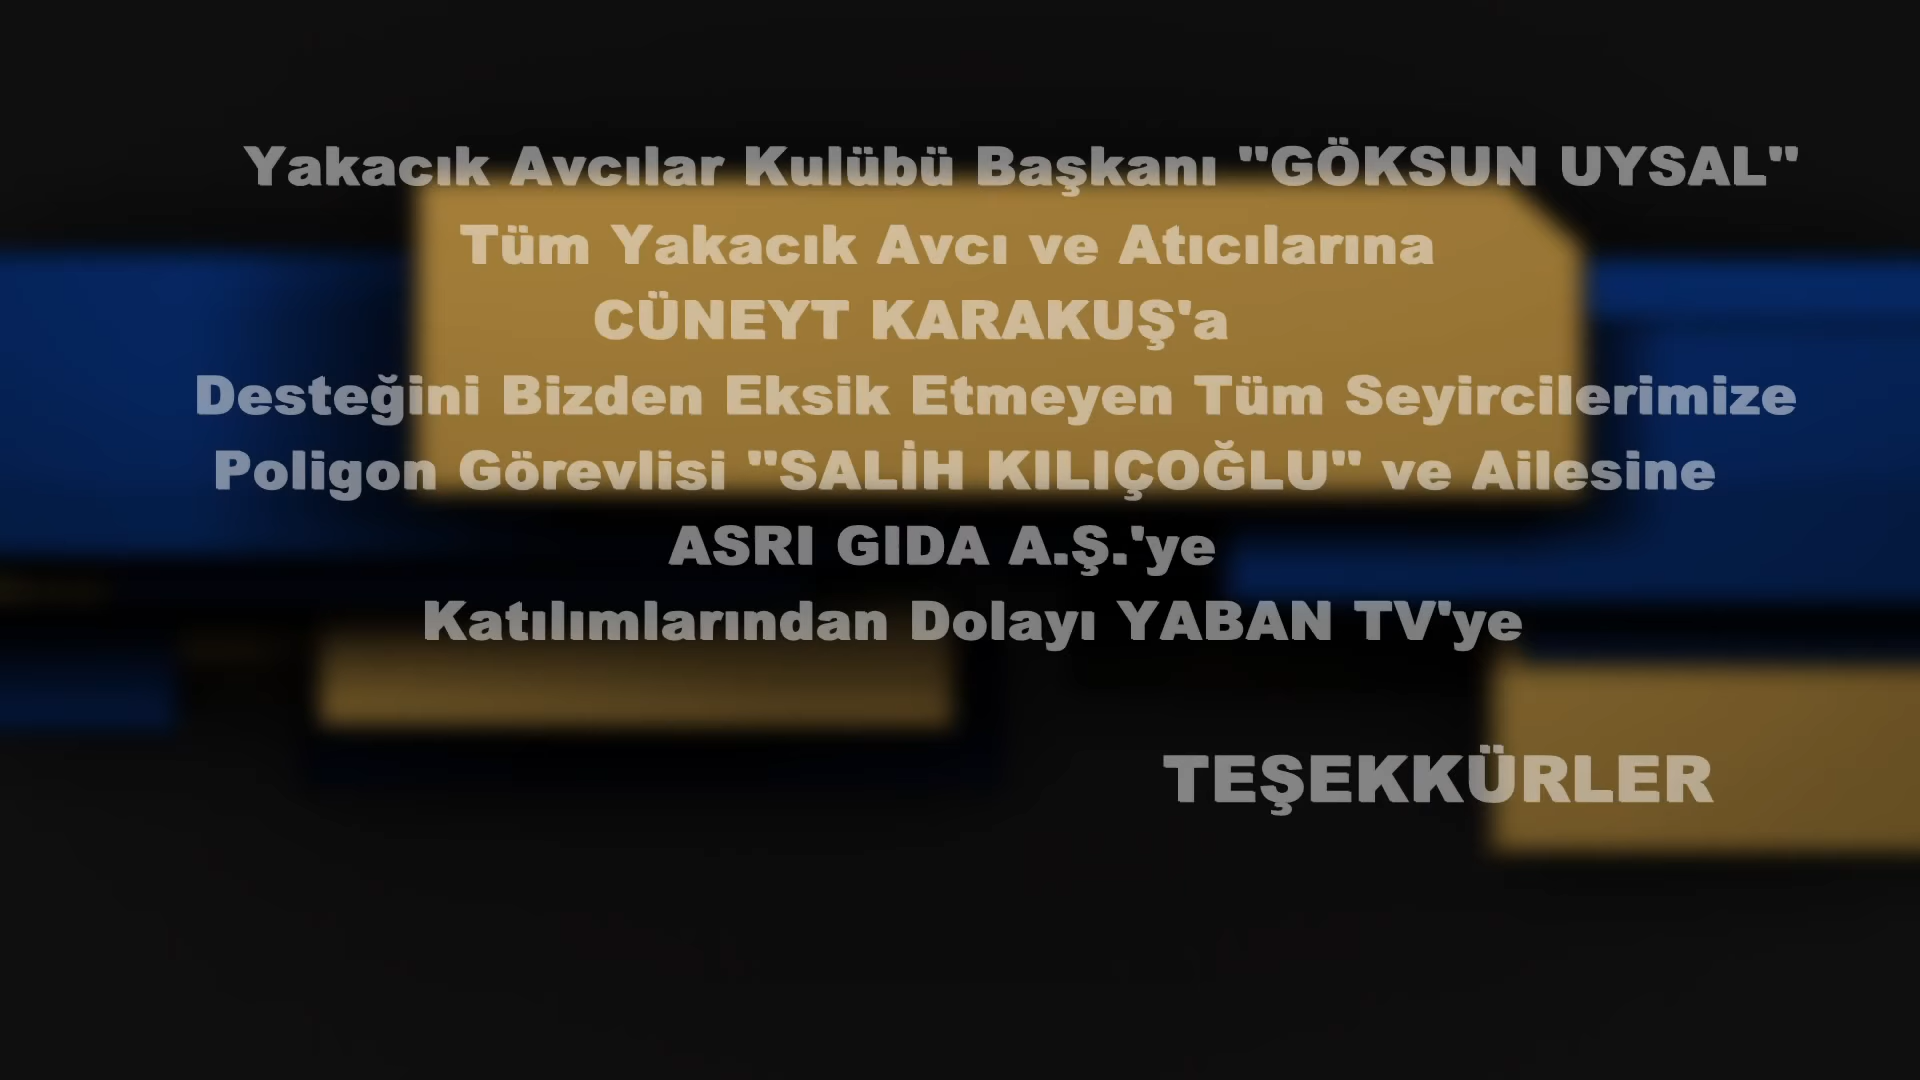 Yakacık Avcılar Kulübü Başkanı "GÖKSUN UYSAL"
Tüm Yakacık Avcı ve Atıcılarına
CÜNEYT KARAKUŞ'a
Desteğini Bizden Eksik Etmeyen Tüm Seyircilerimize
Poligon Görevlisi "SALİH KILIÇOĞLU" ve Ailesine
ASRI GIDA A.Ş.'ye
Katılımlarından Dolayı YABAN TV'ye
TEŞEKKÜRLER